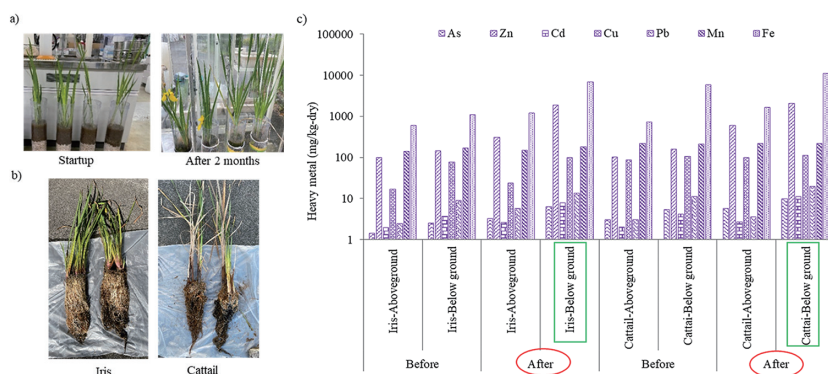 a)
Startup
After 2 months
b)
Iris
Cattail
c)
As Zn Cd Cu Pb Mn Fe
Heavy metal (mg/kg-dry)
100000
10000
1000
100
10
1
Iris-Aboveground
Iris-Below ground
Iris-Aboveground
Iris-Below ground
Cattail-Aboveground
Cattai-Below ground
Cattail-Aboveground
Cattai-Below ground
Before
After
Before
After